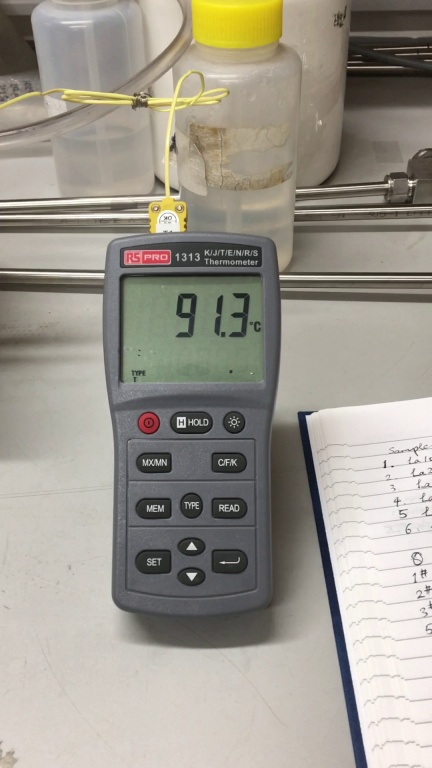 RS PRO 1313 K/J/T/E/N/R/S
Thermometer
91.3 °C
TYPE
T
H HOLD
MX/MN C/F/K
MEM TYPE READ
SET
Sample
1.
2
3
4
5
6
1#
2#
3#
5